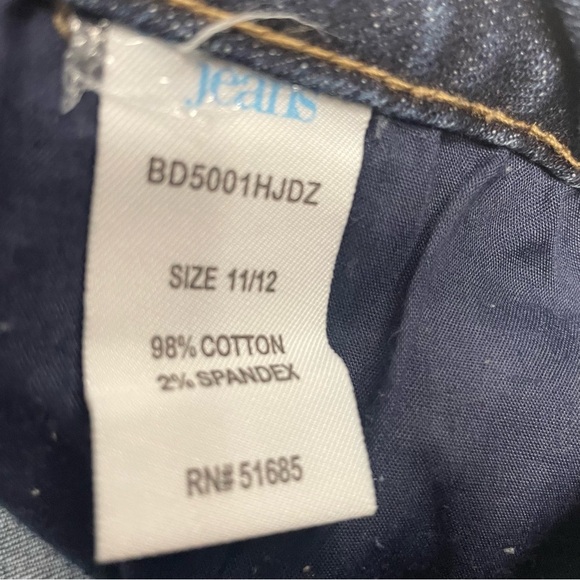 jeans
BD5001HJDZ
SIZE 11/12
98% COTTON
2% SPANDEX
RN# 51685